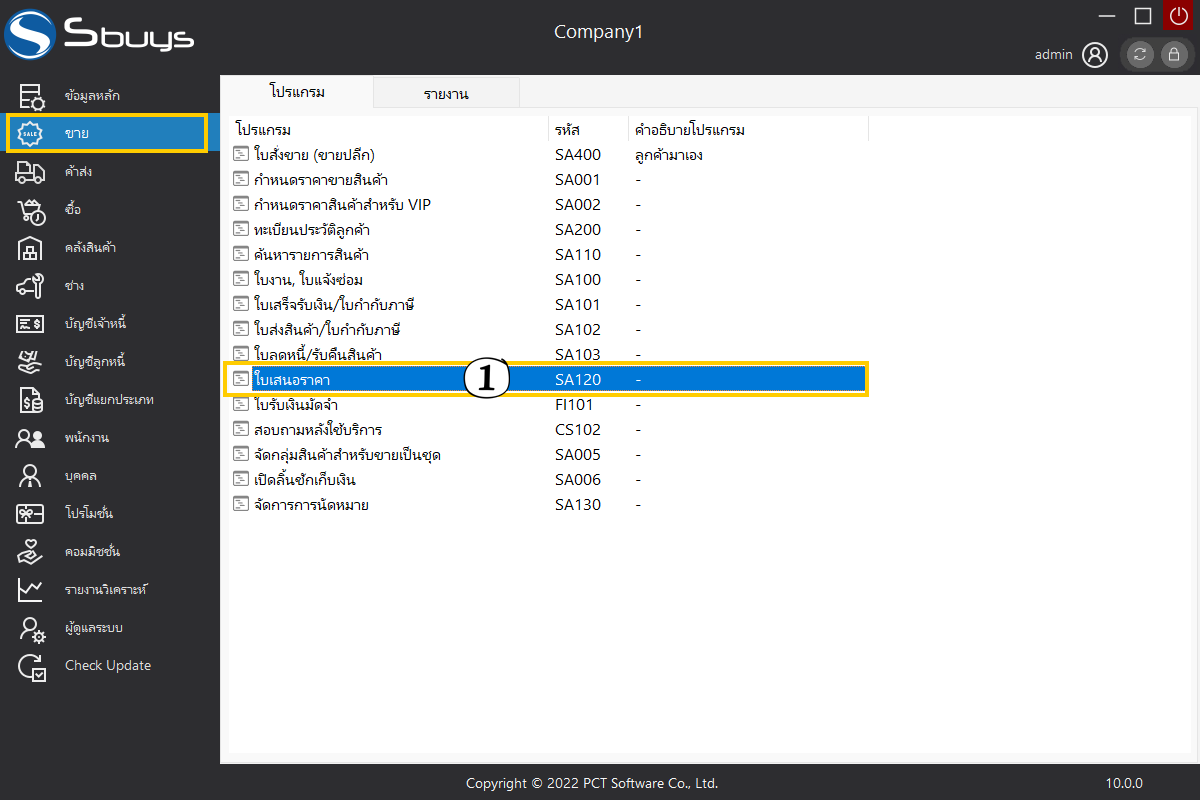 Sbuys
Company1
admin
ข้อมูลหลัก
SALE ขาย
ค้าส่ง
ซื้อ
คลังสินค้า
ช่าง
บัญชีเจ้าหนี้
บัญชีลูกหนี้
บัญชีแยกประเภท
พนักงาน
บุคคล
โปรโมชั่น
คอมมิชชั่น
รายงานวิเคราะห์
ผู้ดูแลระบบ
Check Update
โปรแกรม รายงาน
โปรแกรม รหัส คำอธิบายโปรแกรม
ใบสั่งขาย (ขายปลีก) SA400 ลูกค้ามาเอง
กำหนดราคาขายสินค้า SA001 -
กำหนดราคาสินค้าสำหรับ VIP SA002 -
ทะเบียนประวัติลูกค้า SA200 -
ค้นหารายการสินค้า SA110 -
ใบงาน, ใบแจ้งซ่อม SA100 -
ใบเสร็จรับเงิน/ใบกำกับภาษี SA101 -
ใบส่งสินค้า/ใบกำกับภาษี SA102 -
ใบลดหนี้/รับคืนสินค้า SA103 -
ใบเสนอราคา 1 SA120 -
ใบรับเงินมัดจำ FI101 -
สอบถามหลังใช้บริการ CS102 -
จัดกลุ่มสินค้าสำหรับขายเป็นชุด SA005 -
เปิดลิ้นชักเก็บเงิน SA006 -
จัดการการนัดหมาย SA130 -
Copyright © 2022 PCT Software Co., Ltd. 10.0.0